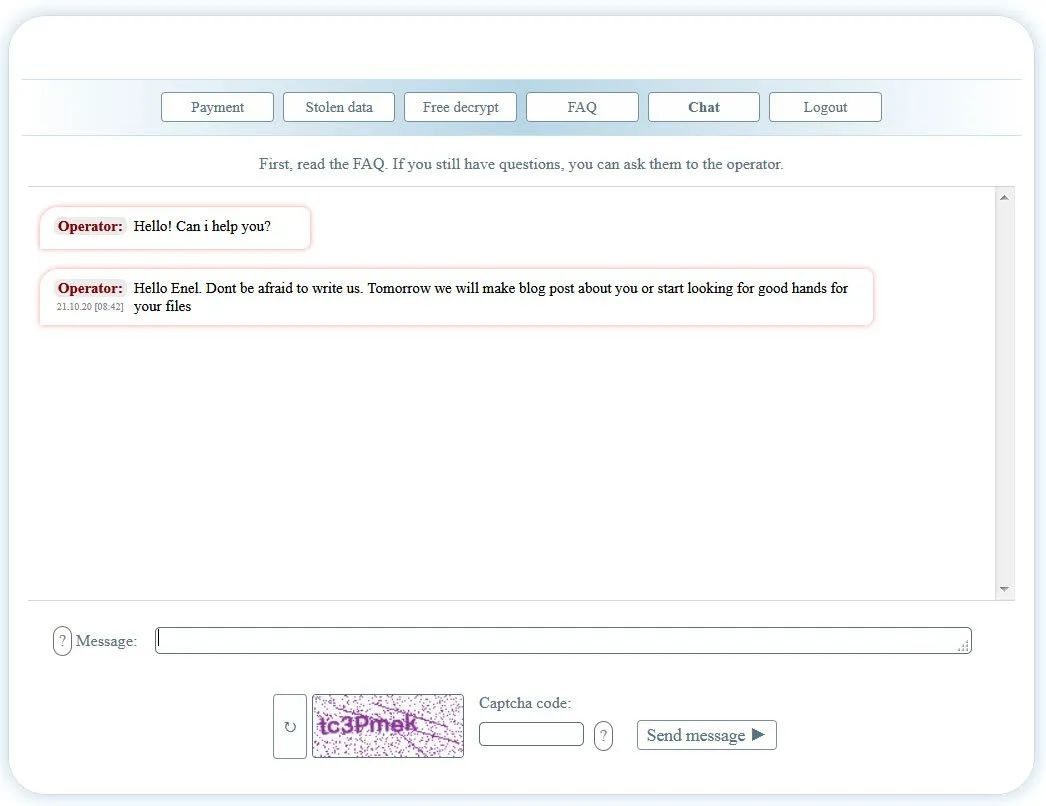 Payment
Stolen data
Free decrypt
FAQ
Chat
Logout
First, read the FAQ. If you still have questions, you can ask them to the operator.
Operator: Hello! Can i help you?
Operator: Hello Enel. Dont be afraid to write us. Tomorrow we will make blog post about you or start looking for good hands for
21.10.20 [08:42] your files
? Message:
tc3Pmek
Captcha code:
?
Send message